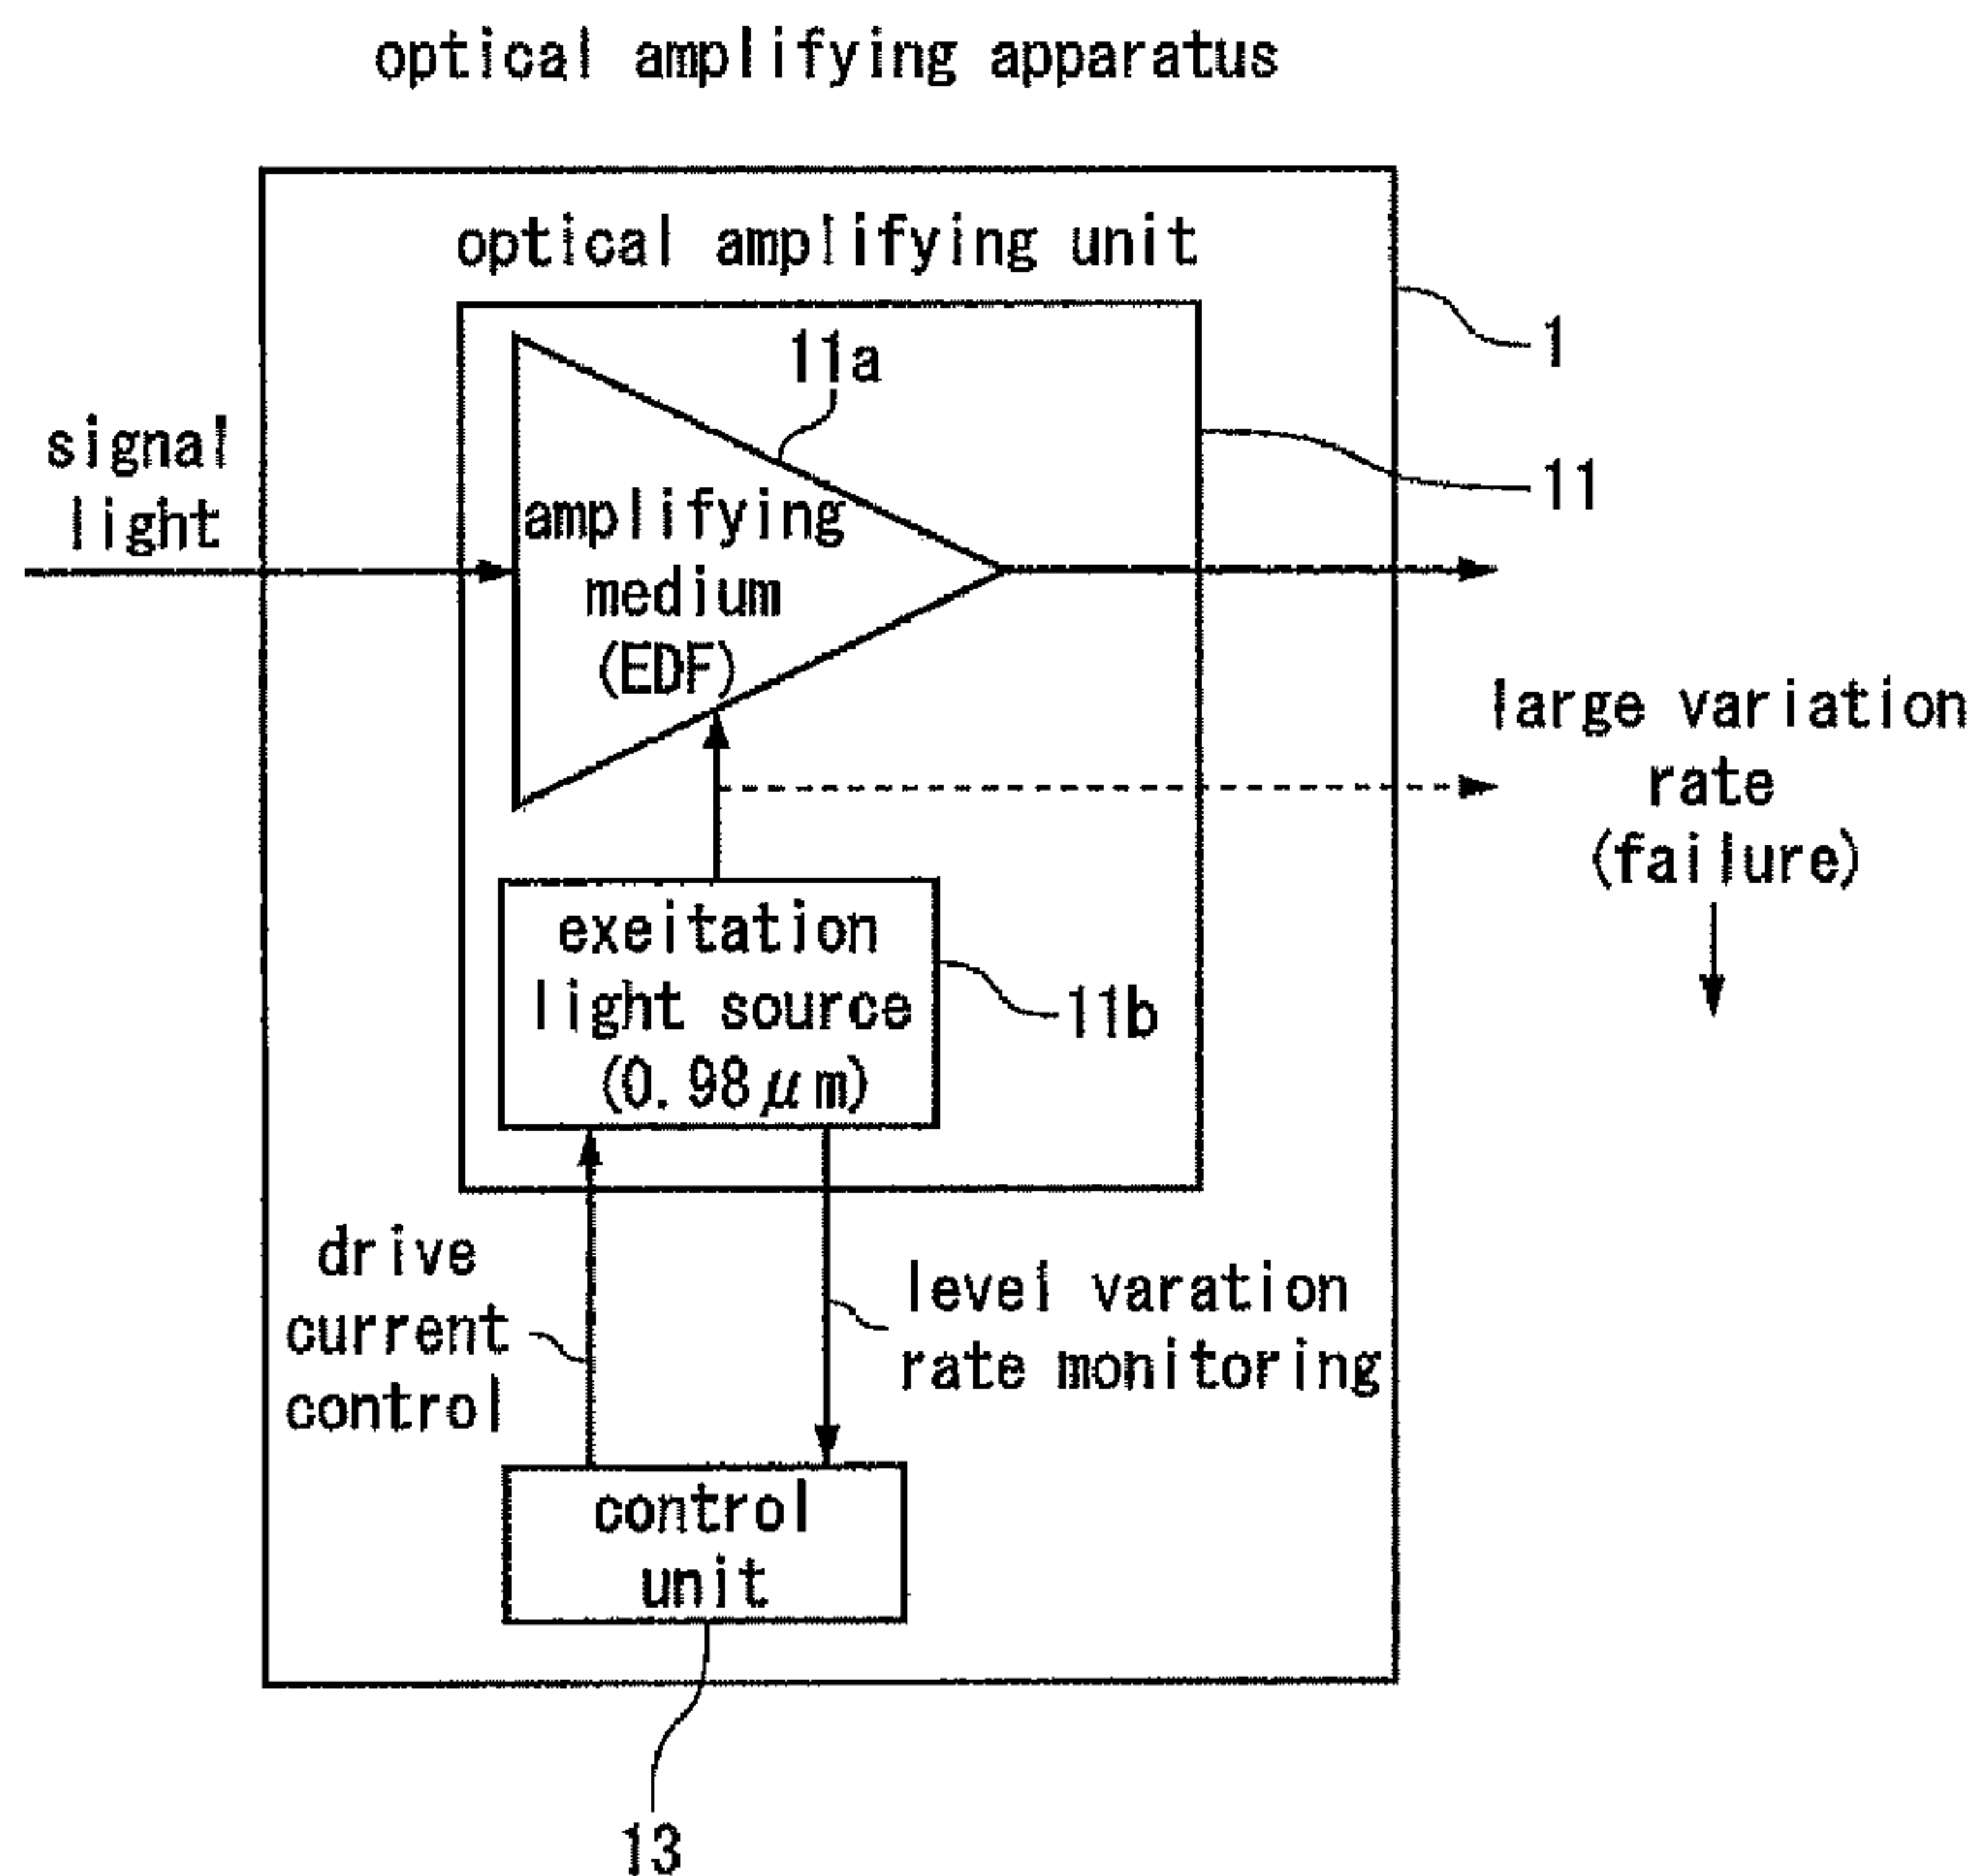 optical amplifying apparatus
optical amplifying unit
11a
1
signal
light
11
amplifying
medium
(EDF)
large variation
rate
(failure)
exeitation
light source
(0.98μm)
11b
drive
current
control
level varation
rate monitoring
control
unit
13